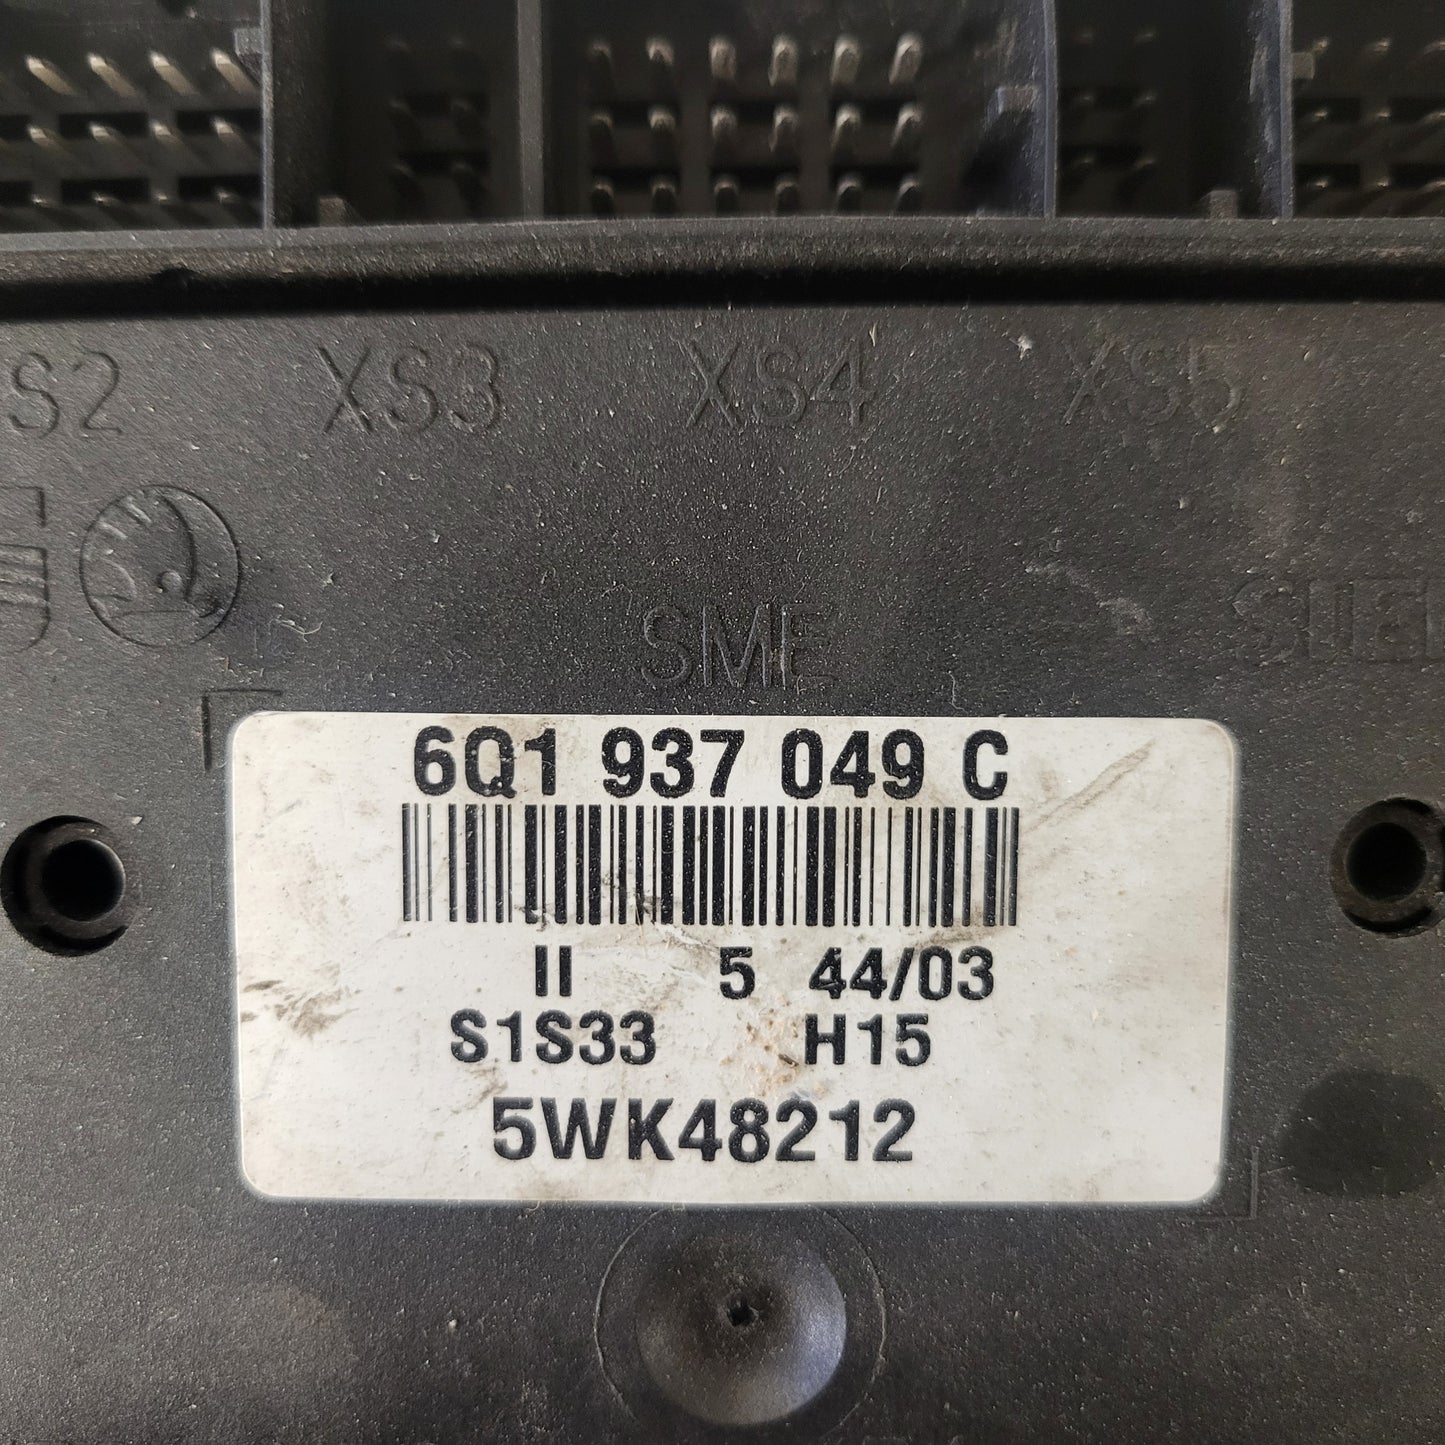 S2 XS3 XS4 XS5
SME
6Q1 937 049 C
II 5 44/03
S1S33 H15
5WK48212